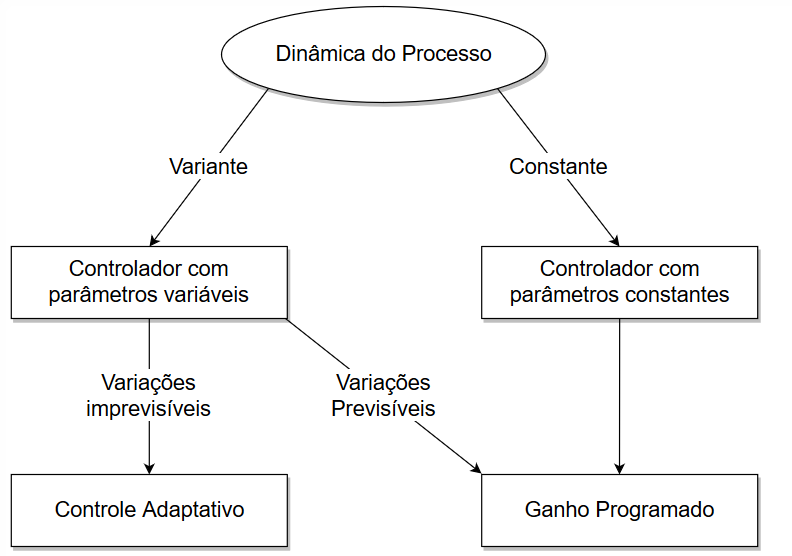 Dinâmica do Processo
Variante
Constante
Controlador com
parâmetros variáveis
Controlador com
parâmetros constantes
Variações
imprevisíveis
Variações
Previsíveis
Controle Adaptativo
Ganho Programado